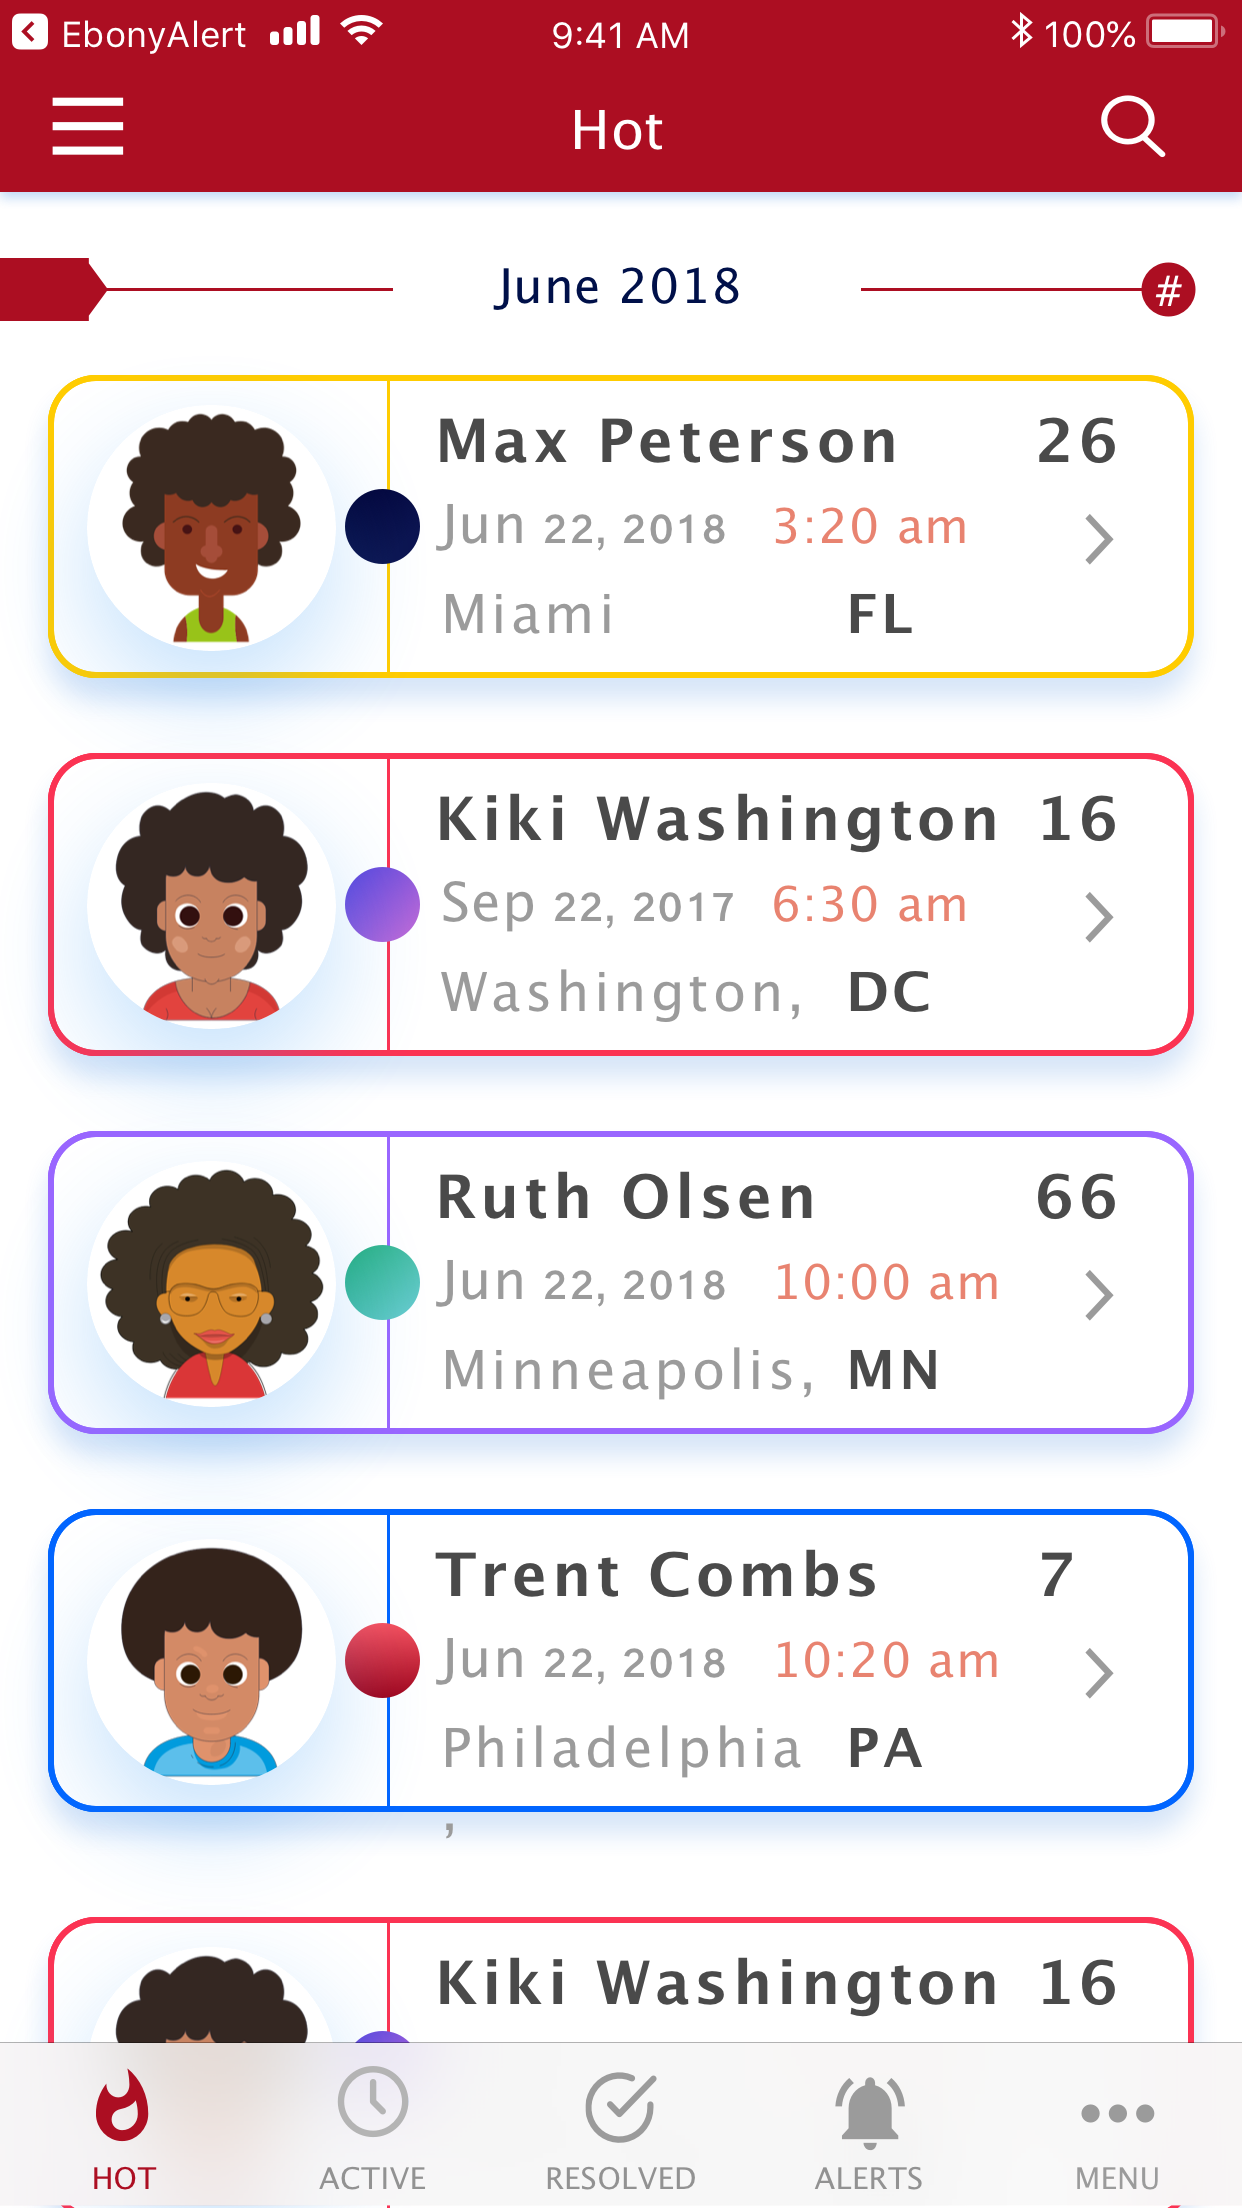 EbonyAlert 9:41 AM 100%
Hot
June 2018 #
Max Peterson 26
Jun 22, 2018 3:20 am
Miami FL
Kiki Washington 16
Sep 22, 2017 6:30 am
Washington, DC
Ruth Olsen 66
Jun 22, 2018 10:00 am
Minneapolis, MN
Trent Combs 7
Jun 22, 2018 10:20 am
Philadelphia PA
,
Kiki Washington 16
HOT ACTIVE RESOLVED ALERTS MENU